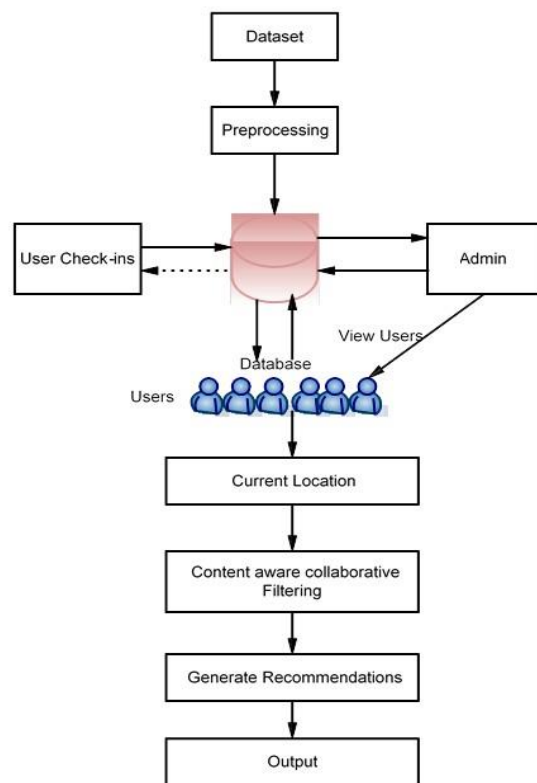 Dataset
Preprocessing
User Check-ins
Admin
View Users
Database
Users
Current Location
Content aware collaborative
Filtering
Generate Recommendations
Output